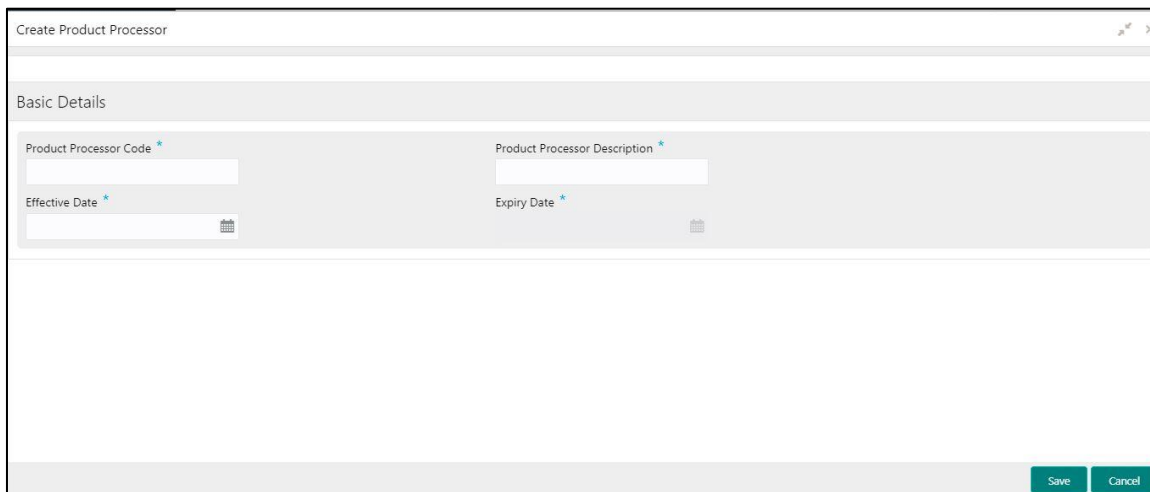 Create Product Processor
Basic Details
Product Processor Code *
Product Processor Description *
Effective Date *
Expiry Date *
Save
Cancel